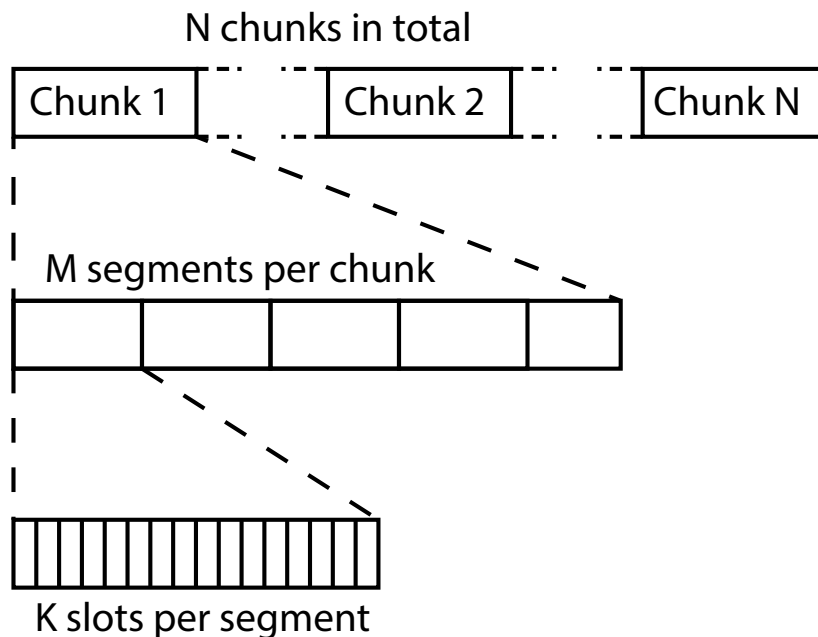 N chunks in total
Chunk 1 Chunk 2 Chunk N
M segments per chunk
K slots per segment